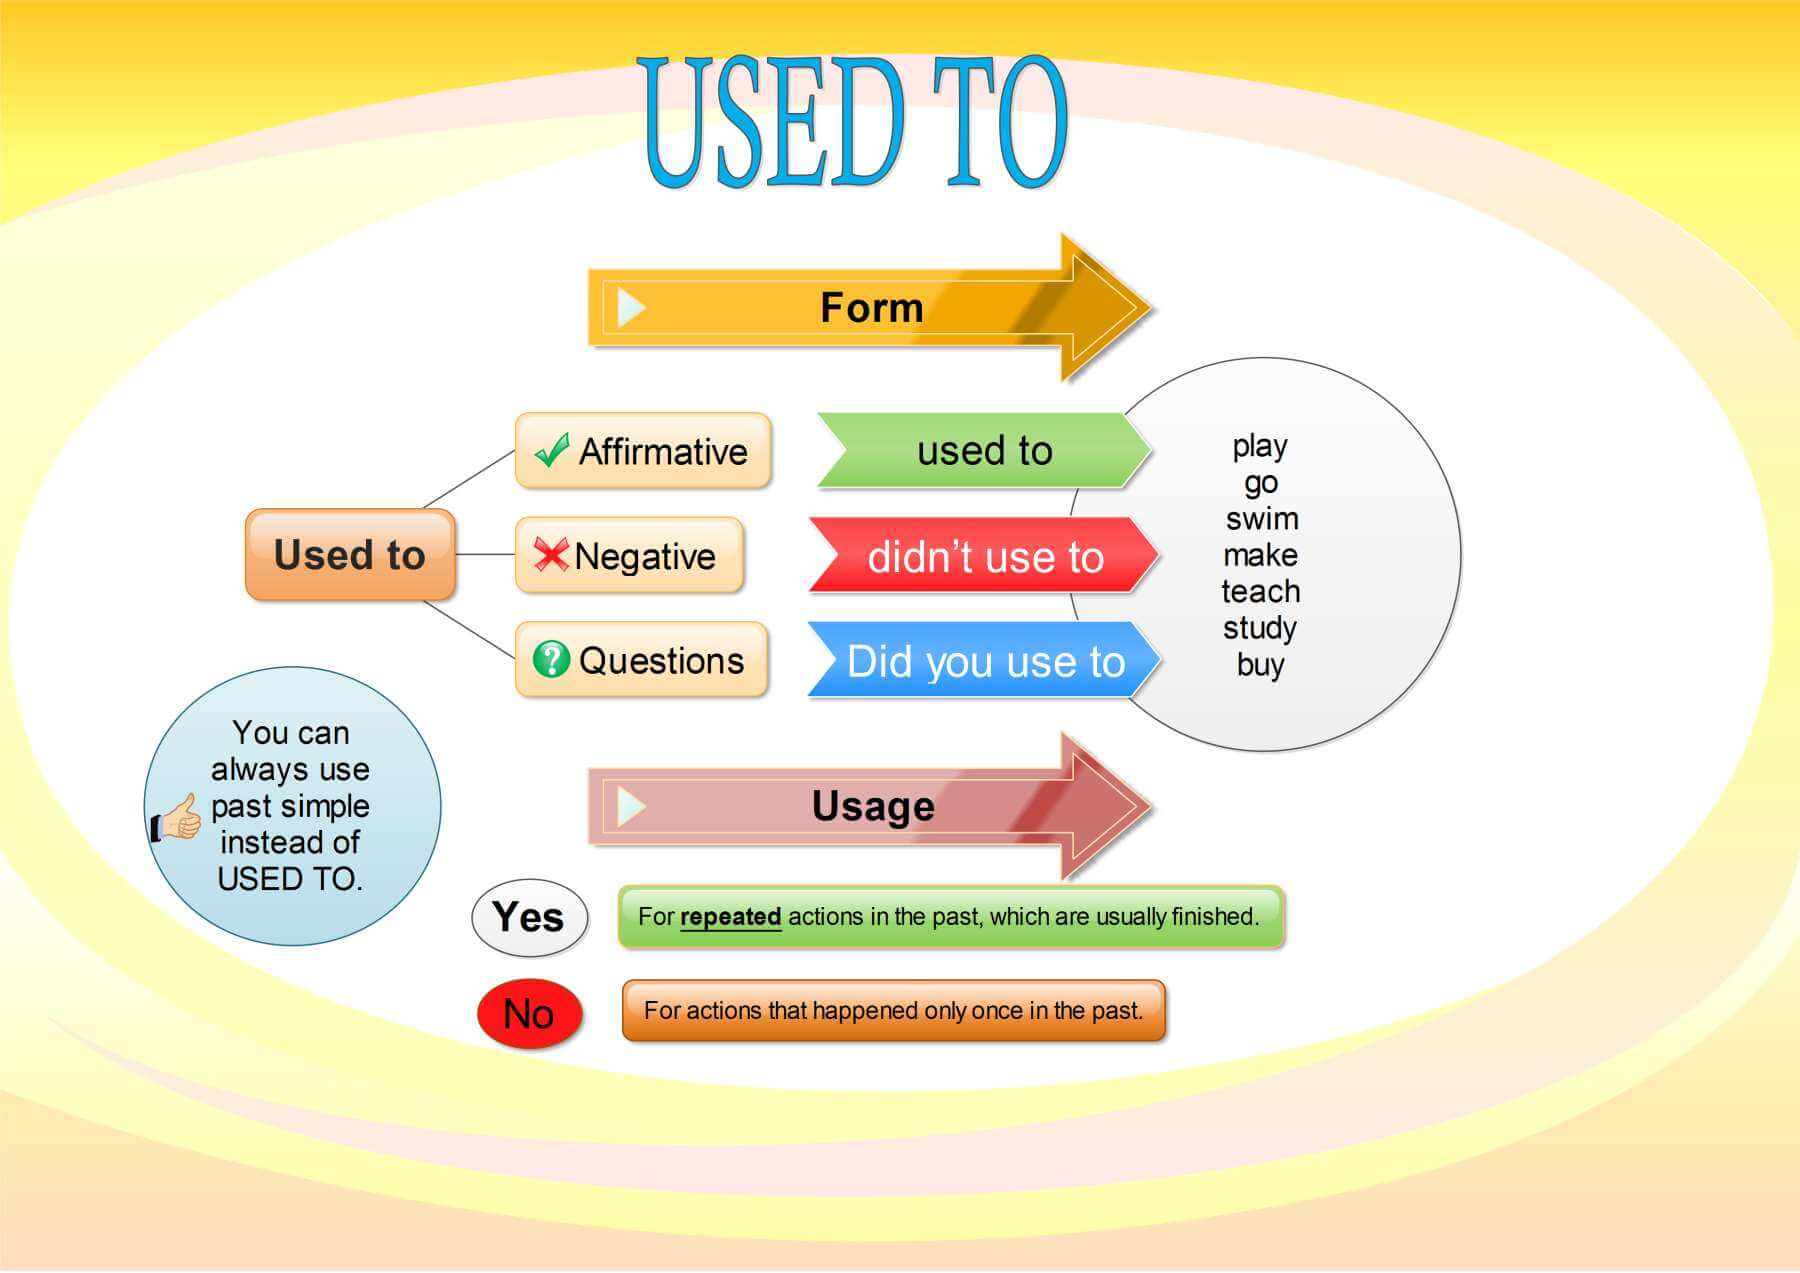 USED TO
Form
Used to
Affirmative
used to
Negative
didn't use to
Questions
Did you use to
play
go
swim
make
teach
study
buy
You can
always use
past simple
instead of
USED TO.
Usage
Yes
For repeated actions in the past, which are usually finished.
No
For actions that happened only once in the past.